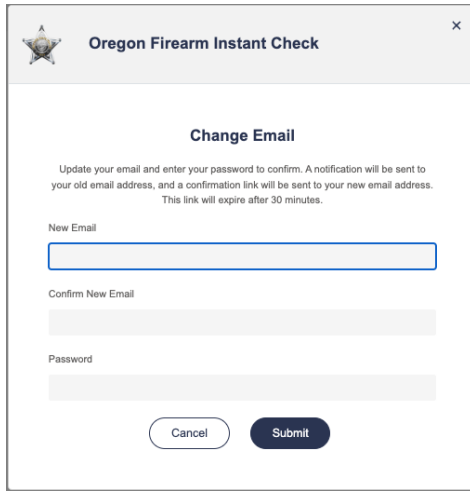 Oregon Firearm Instant Check
×
Change Email
Update your email and enter your password to confirm. A notification will be sent to
your old email address, and a confirmation link will be sent to your new email address.
This link will expire after 30 minutes.
New Email
Confirm New Email
Password
Cancel
Submit